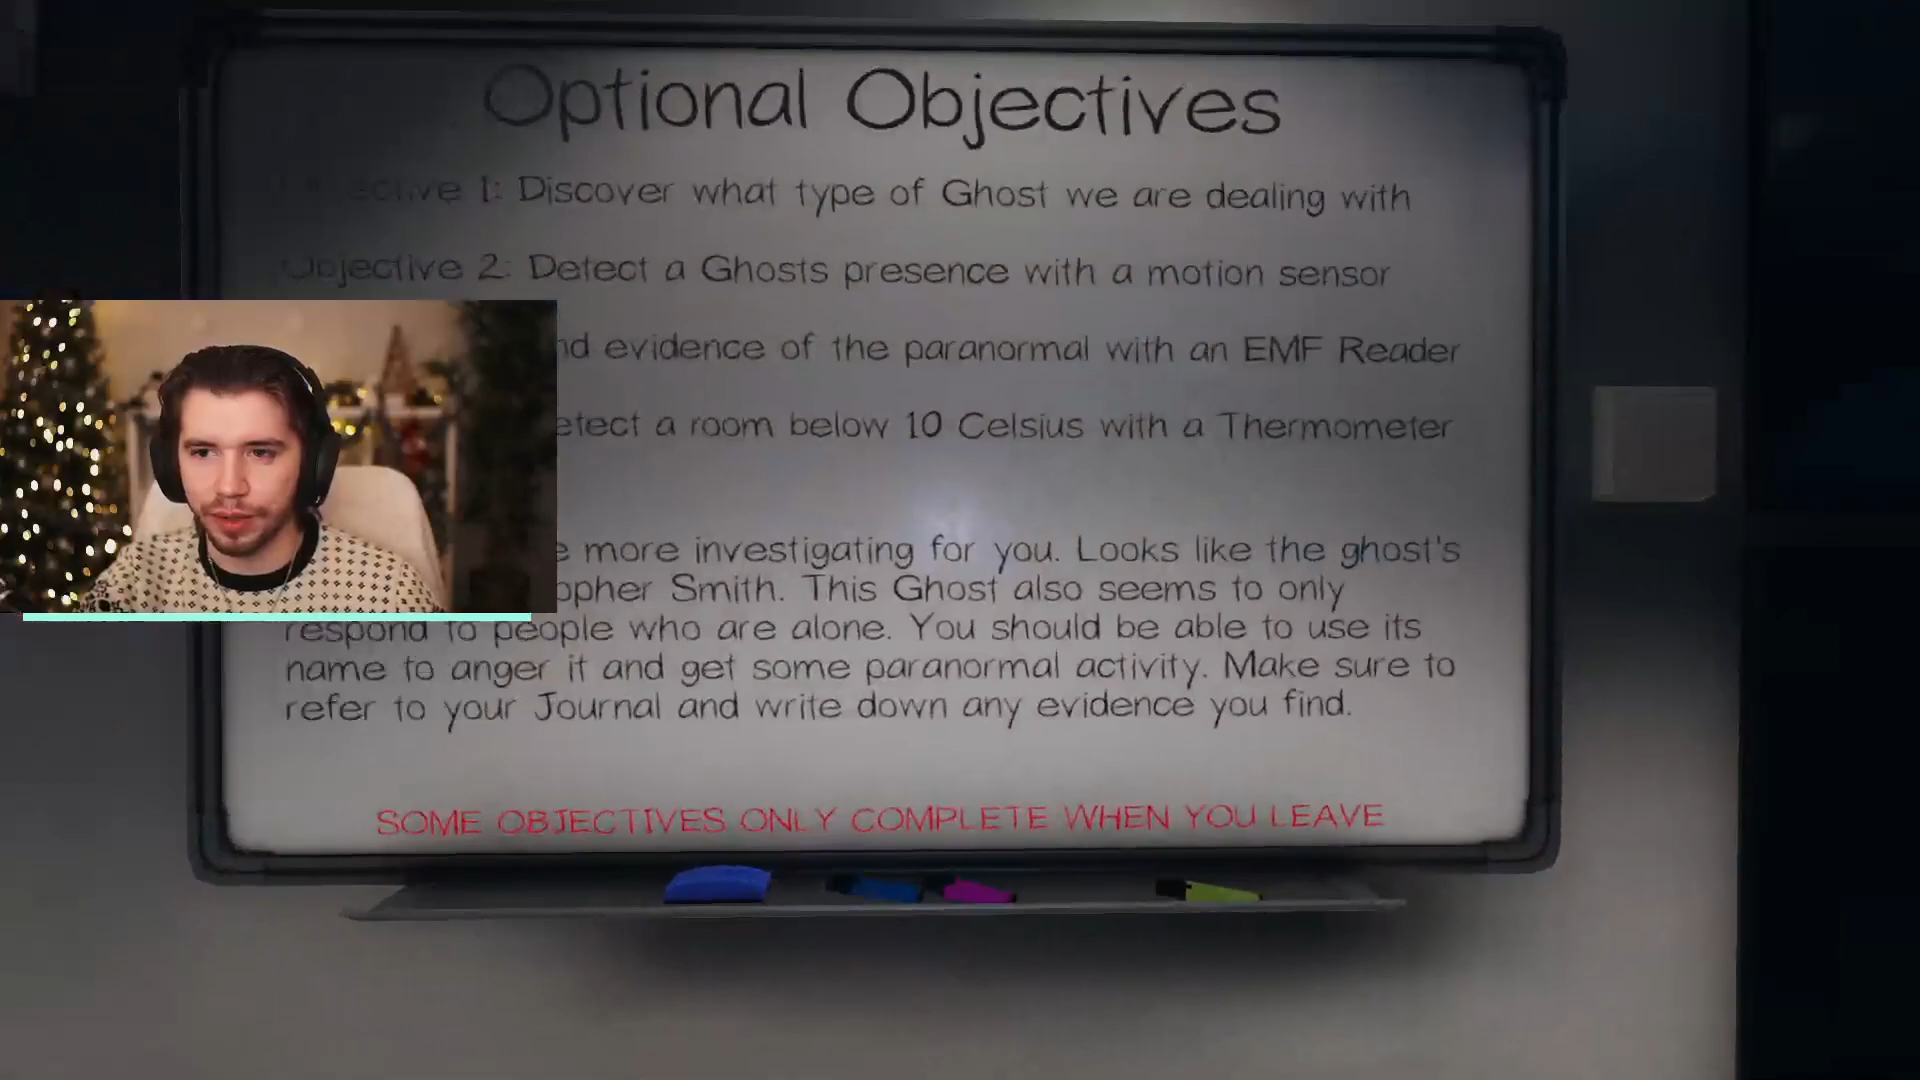 Optional Objectives
1: Discover what type of Ghost we are dealing with
Objective 2: Detect a Ghosts presence with a motion sensor
evidence of the paranormal with an EMF Reader
a room below 10 Celsius with a Thermometer
more investigating for you. Looks like the ghost's
Smith. This Ghost also seems to only
respond to people who are alone. You should be able to use its
name to anger it and get some paranormal activity. Make sure to
refer to your Journal and write down any evidence you find.
SOME OBJECTIVES ONLY COMPLETE WHEN YOU LEAVE